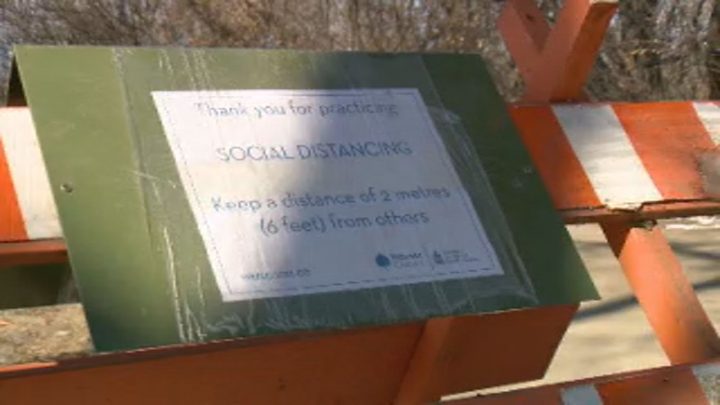 Thank you for practicing
SOCIAL DISTANCING
Keep a distance of 2 metres
(6 feet) from others